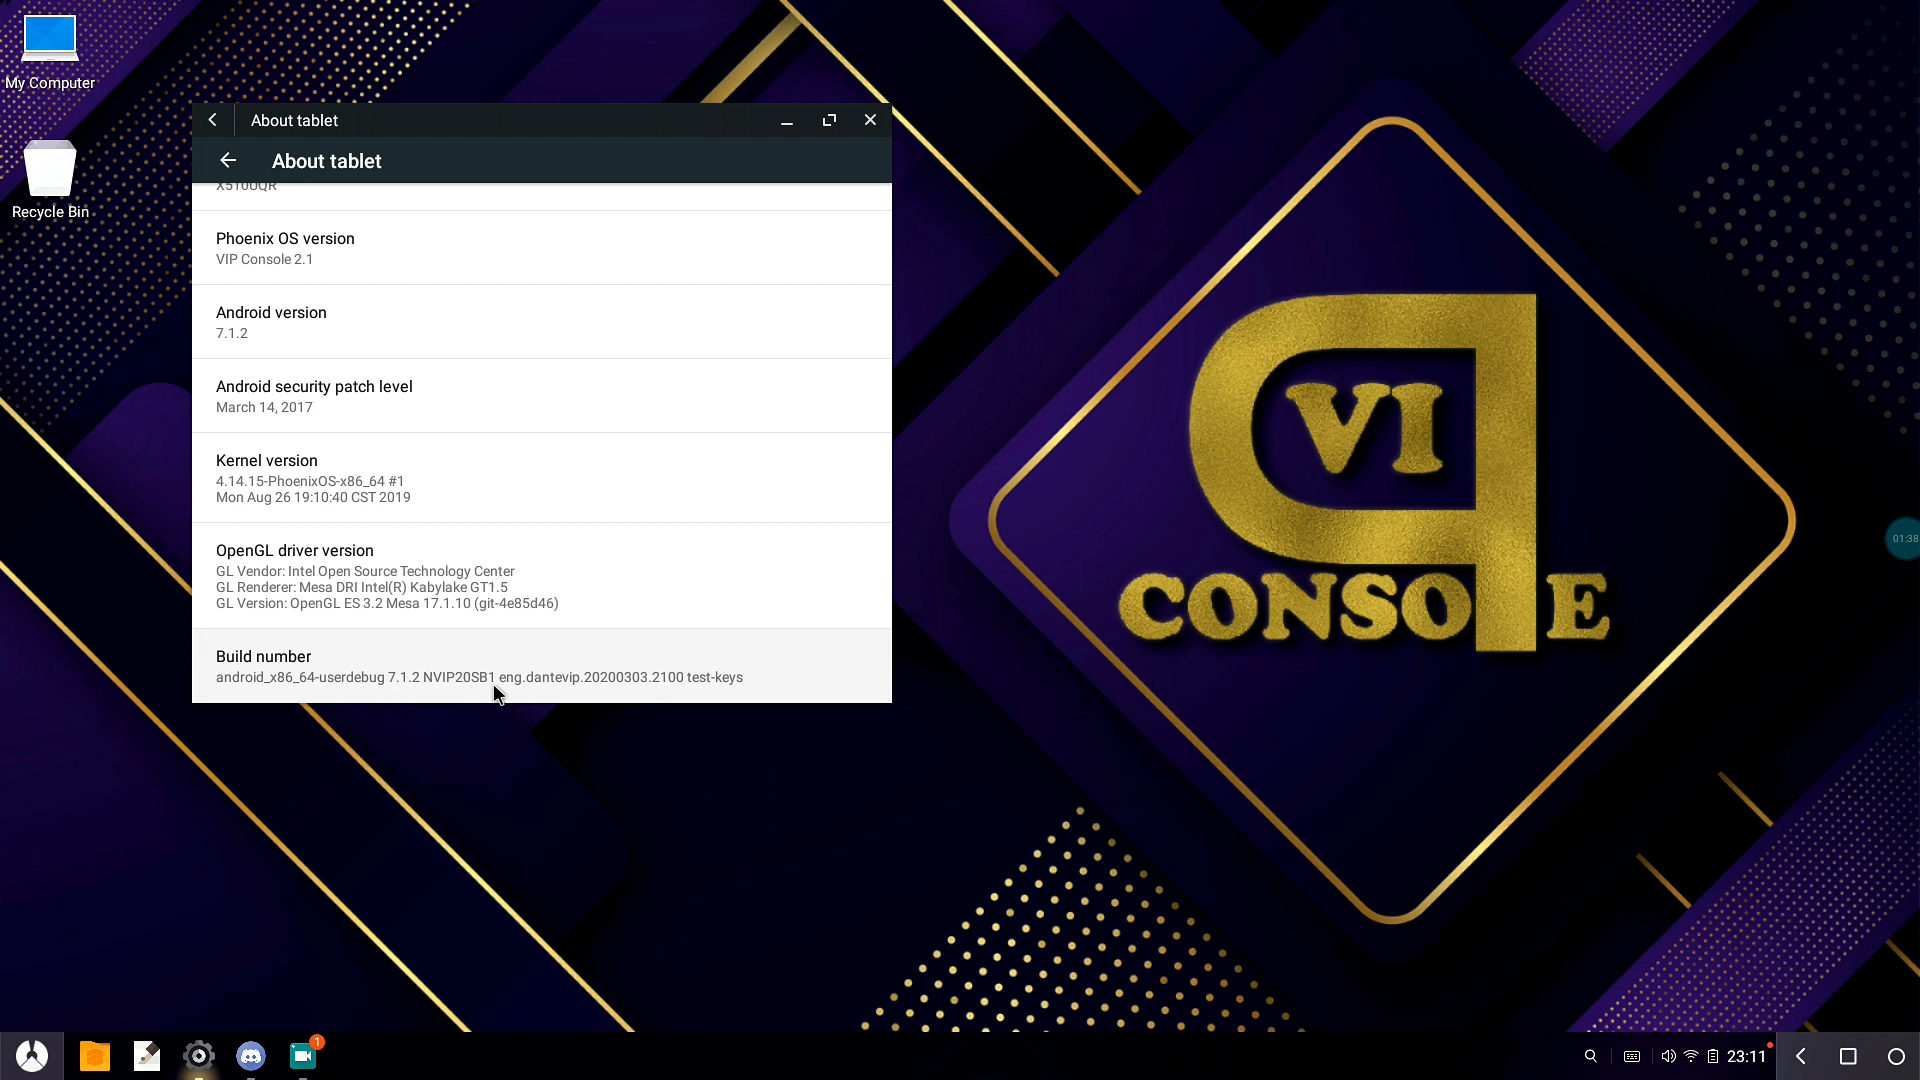 My Computer
Recycle Bin
About tablet
About tablet
X510UQR
Phoenix OS version
VIP Console 2.1
Android version
7.1.2
Android security patch level
March 14, 2017
Kernel version
4.14.15-PhoenixOS-x86_64 #1
Mon Aug 26 19:10:40 CST 2019
OpenGL driver version
GL Vendor: Intel Open Source Technology Center
GL Renderer: Mesa DRI Intel(R) Kabylake GT1.5
GL Version: OpenGL ES 3.2 Mesa 17.1.10 (git-4e85d46)
Build number
android_x86_64-userdebug 7.1.2 NVIP20SB1 eng.dantevip.20200303.2100 test-keys
VI
CONSOLE
01:38
1
23:11